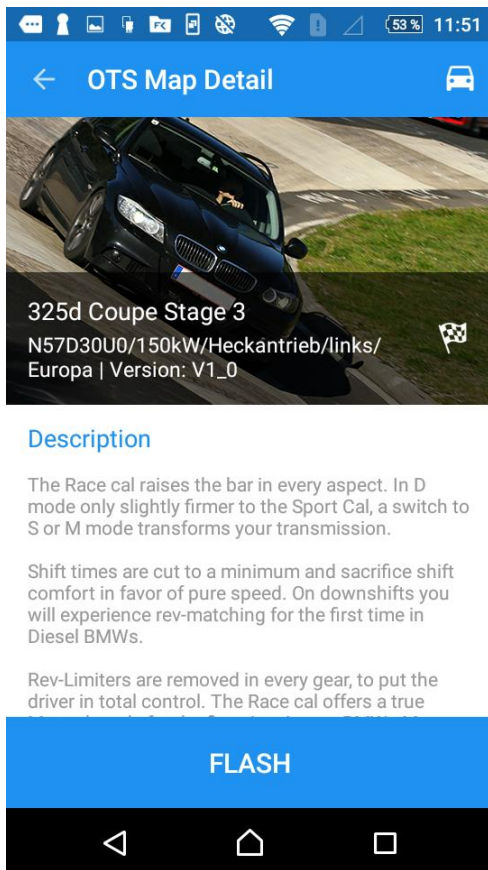 FK 53 % 11:51
OTS Map Detail
325d Coupe Stage 3
N57D30U0/150kW/Heckantrieb/links/
Europa | Version: V1_0
Description
The Race cal raises the bar in every aspect. In D
mode only slightly firmer to the Sport Cal, a switch to
S or M mode transforms your transmission.
Shift times are cut to a minimum and sacrifice shift
comfort in favor of pure speed. On downshifts you
will experience rev-matching for the first time in
Diesel BMWs.
Rev-Limiters are removed in every gear, to put the
driver in total control. The Race cal offers a true
FLASH